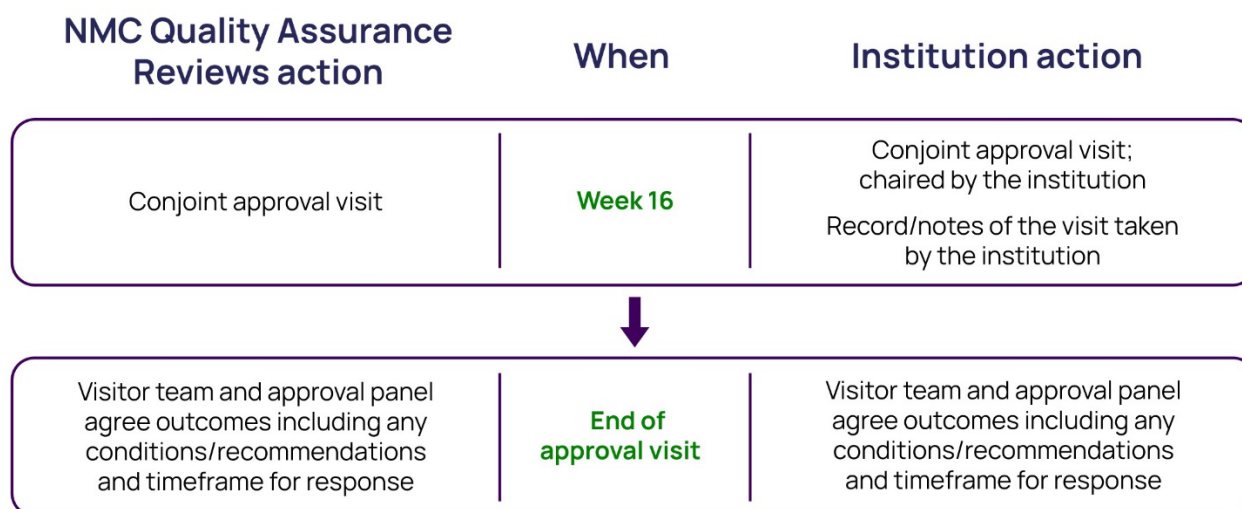 NMC Quality Assurance
Reviews action
When
Institution action
Conjoint approval visit
Week 16
Conjoint approval visit;
chaired by the institution
Record/notes of the visit taken
by the institution
Visitor team and approval panel
agree outcomes including any
conditions/recommendations
and timeframe for response
End of
approval visit
Visitor team and approval panel
agree outcomes including any
conditions/recommendations
and timeframe for response